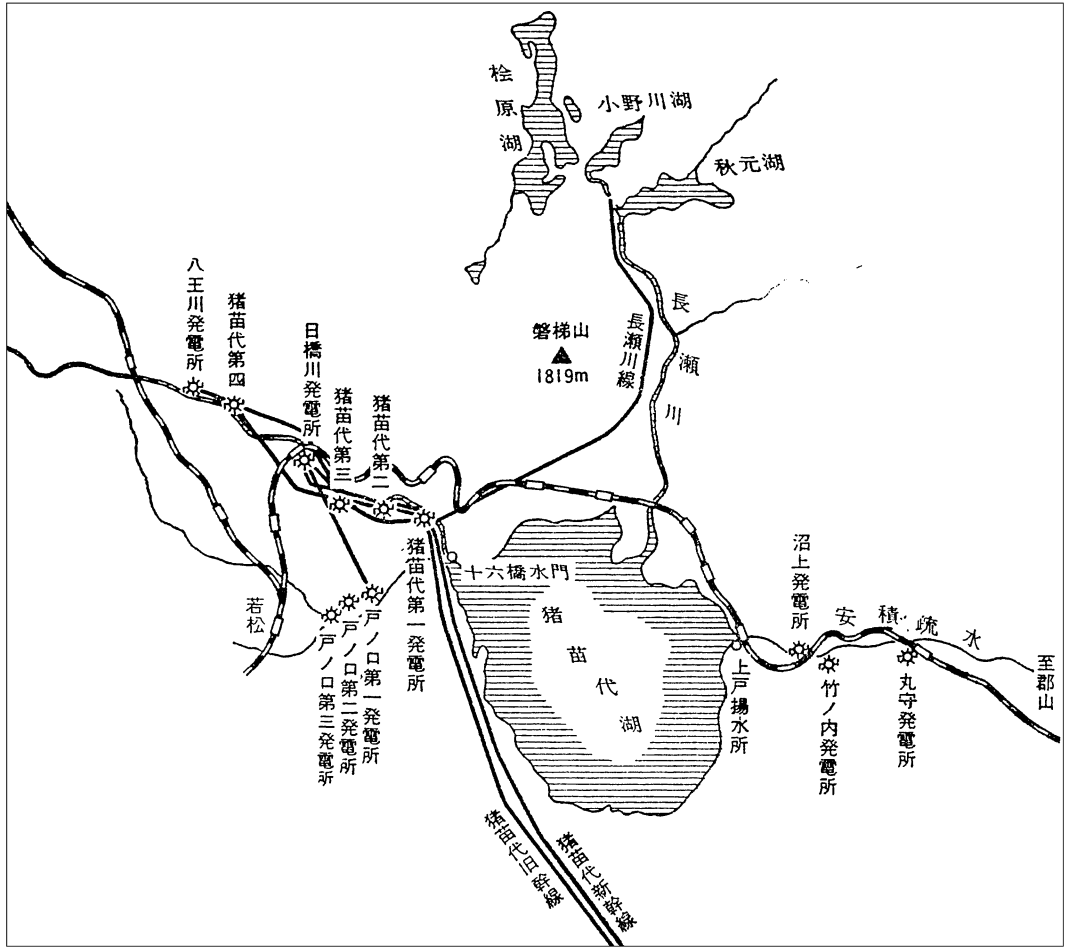 桧原湖
小野川湖
秋元湖
長瀬川
長瀬川線
磐梯山
1819m
八王川発電所
猪苗代第四
日橋川発電所
猪苗代第三
猪苗代第二
猪苗代第一発電所
十六橋水門
若松
戸ノ口第一発電所
戸ノ口第二発電所
戸ノ口第三発電所
猪苗代湖
沼上発電所
安積疏水
至郡山
上戸揚水所
竹ノ内発電所
丸守発電所
猪苗代旧幹線
猪苗代新幹線